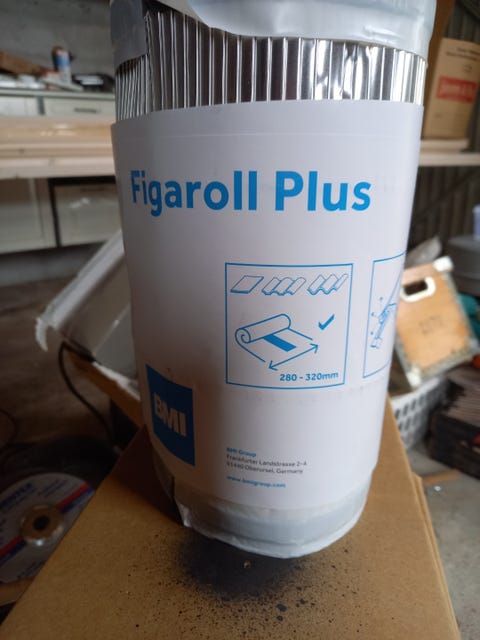 Figaroll Plus
280 - 320mm
BMI
BMI Group
Frankfurter Landstrasse 2-4
61440 Oberursel, Germany
www.bmigroup.com